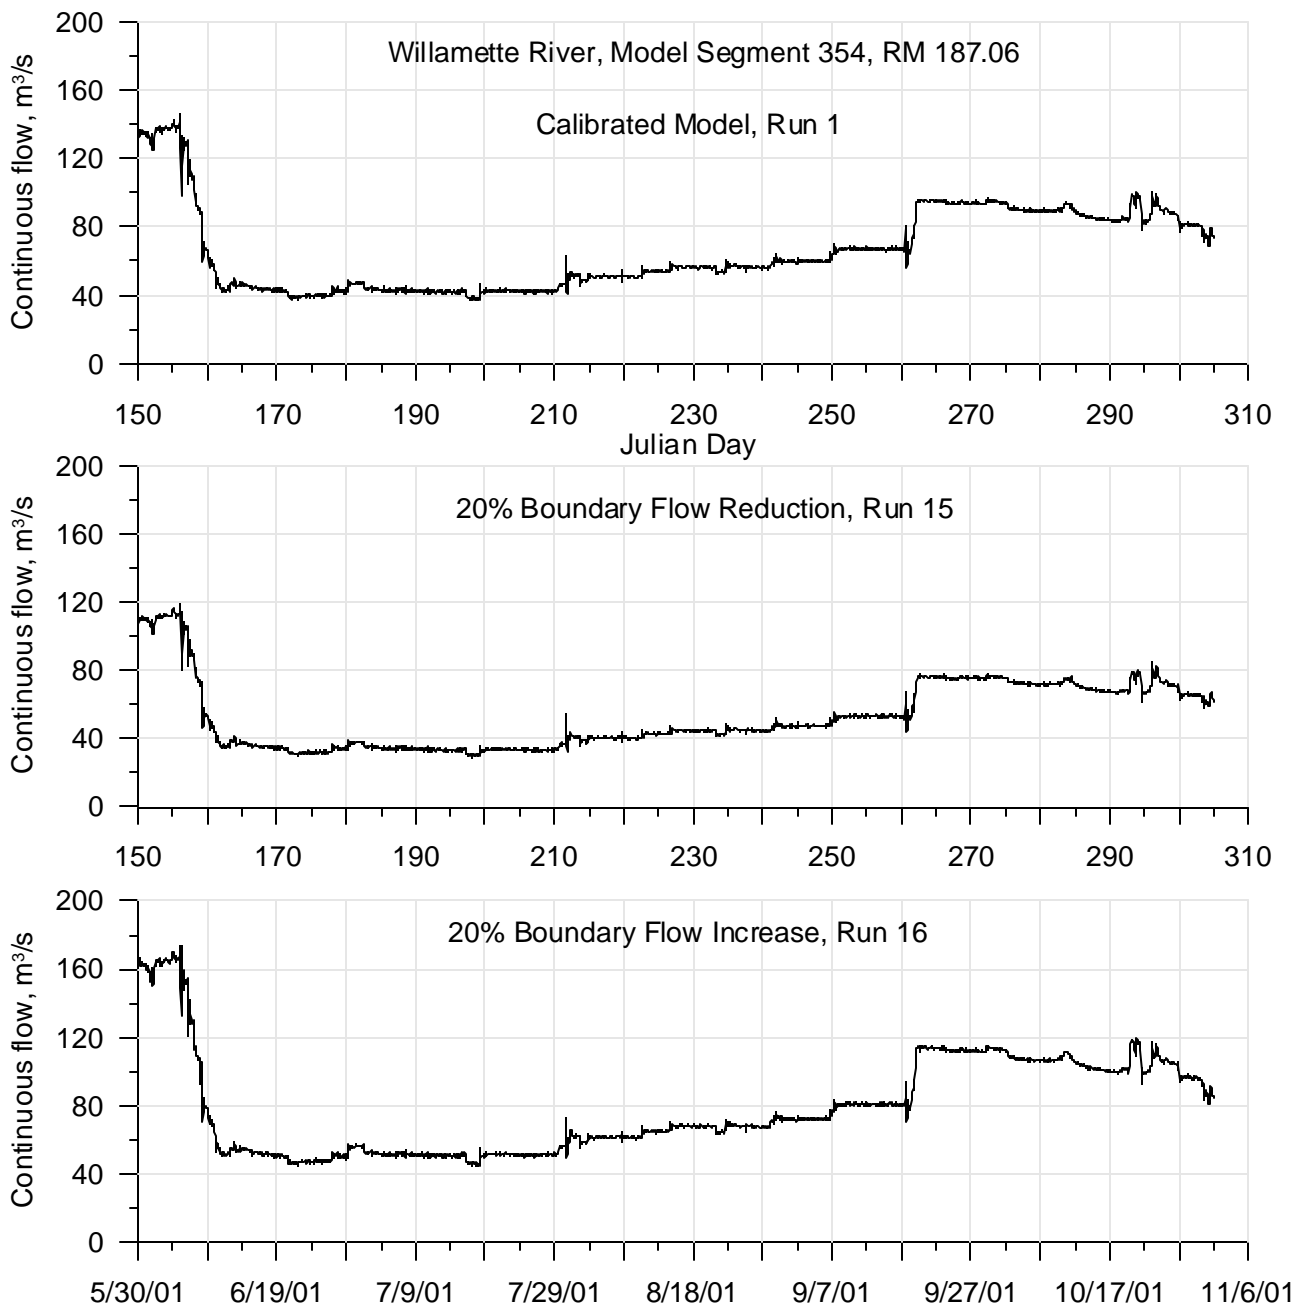 200
160
120
80
40
0
Continuous flow, m³/s
Willamette River, Model Segment 354, RM 187.06
Calibrated Model, Run 1
150 170 190 210 230 250 270 290 310
Julian Day
200
160
120
80
40
0
Continuous flow, m³/s
20% Boundary Flow Reduction, Run 15
150 170 190 210 230 250 270 290 310
200
160
120
80
40
0
Continuous flow, m³/s
20% Boundary Flow Increase, Run 16
5/30/01 6/19/01 7/9/01 7/29/01 8/18/01 9/7/01 9/27/01 10/17/01 11/6/01